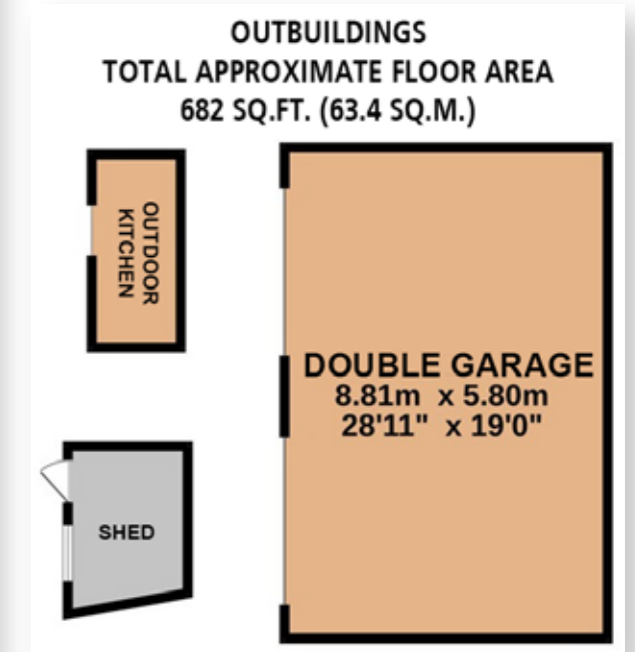 OUTBUILDINGS
TOTAL APPROXIMATE FLOOR AREA
682 SQ.FT. (63.4 SQ.M.)
OUTDOOR
KITCHEN
DOUBLE GARAGE
8.81m x 5.80m
28'11" x 19'0"
SHED